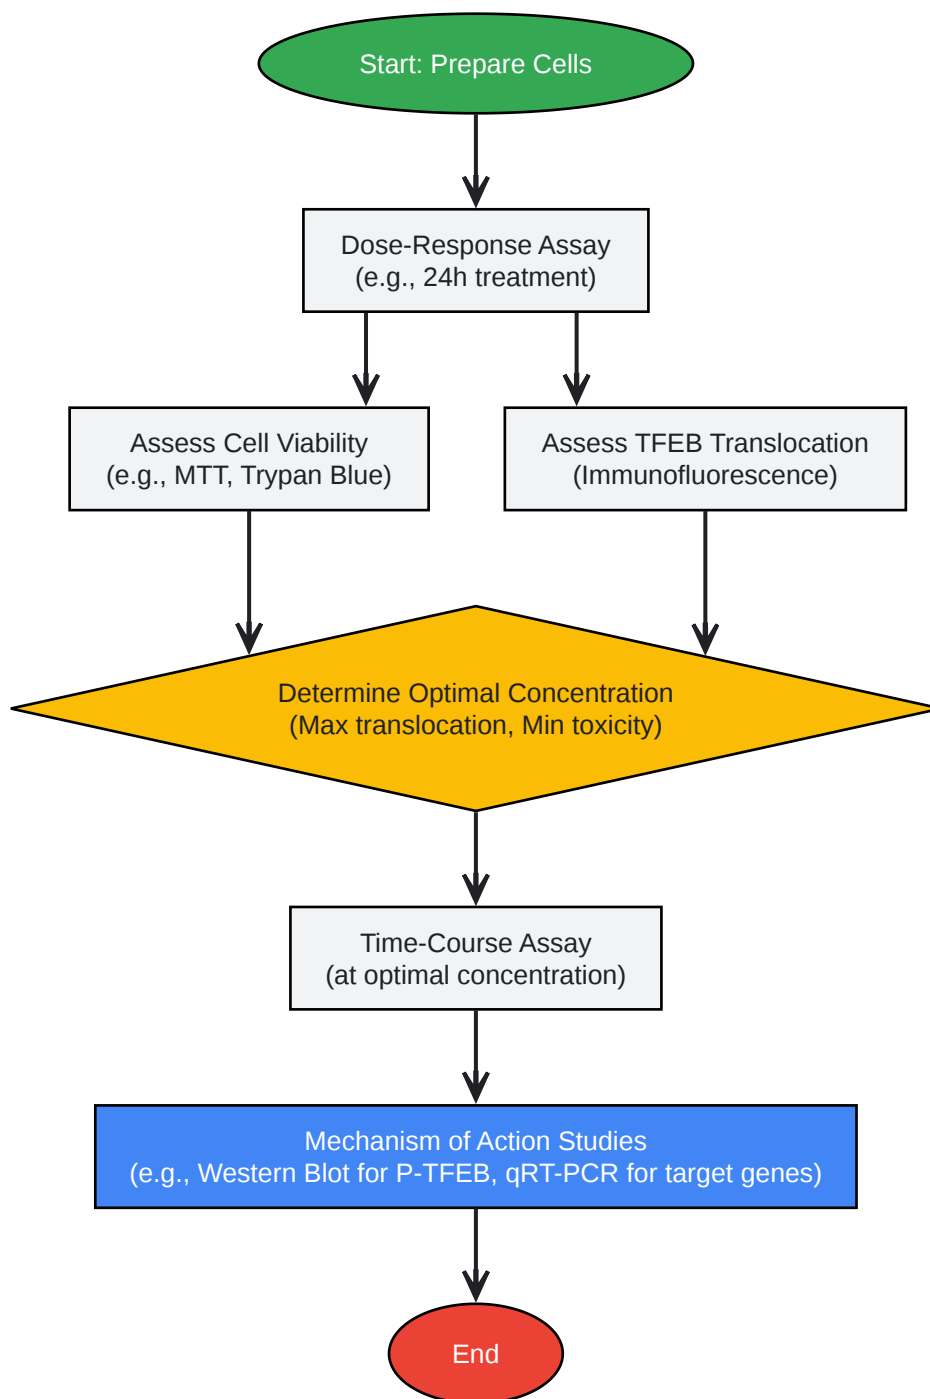 Start: Prepare Cells
Dose-Response Assay
(e.g., 24h treatment)
Assess Cell Viability
(e.g., MTT, Trypan Blue)
Assess TFEB Translocation
(Immunofluorescence)
Determine Optimal Concentration
(Max translocation, Min toxicity)
Time-Course Assay
(at optimal concentration)
Mechanism of Action Studies
(e.g., Western Blot for P-TFEB, qRT-PCR for target genes)
End